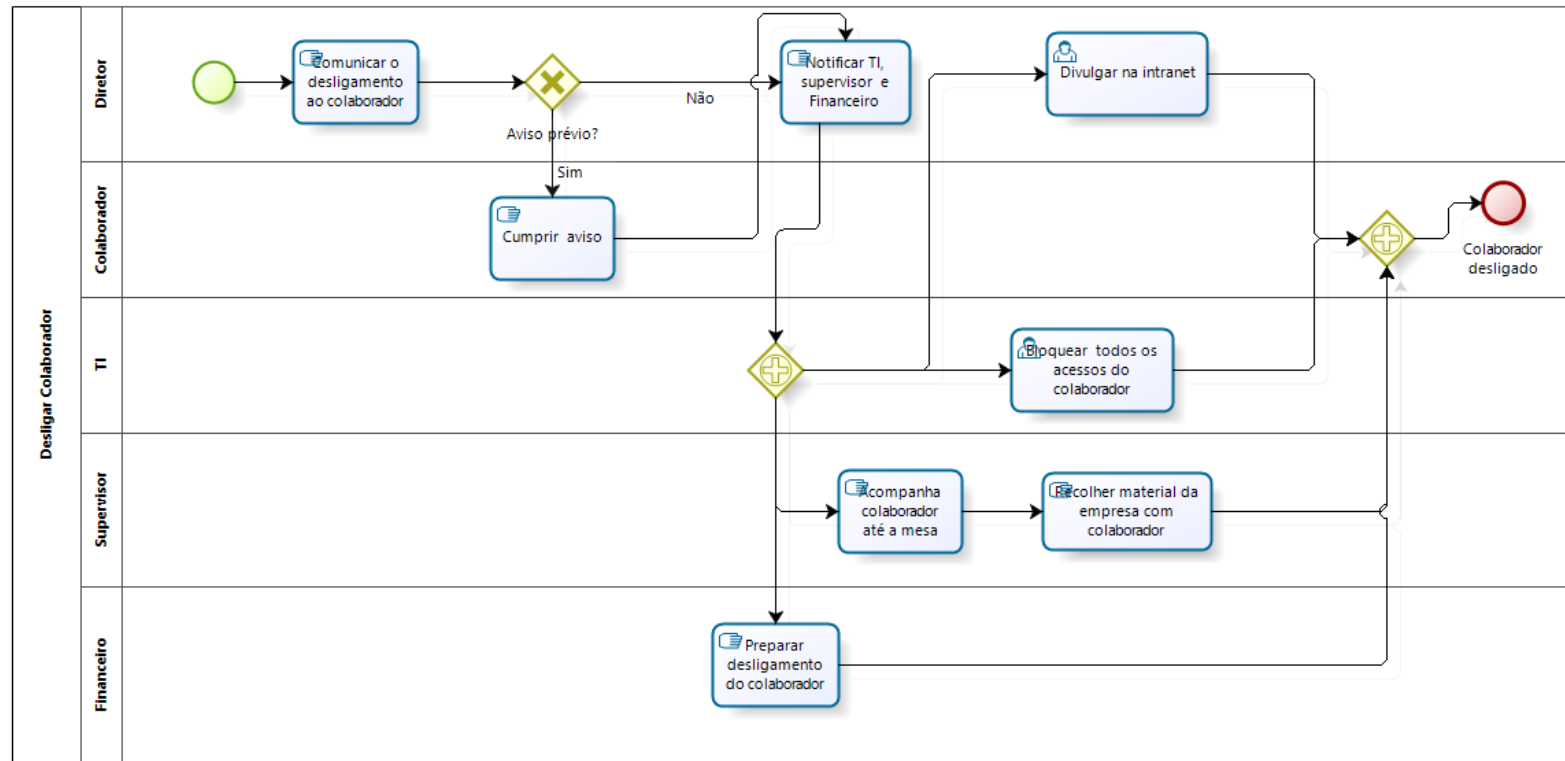 Desligar Colaborador
Diretor
Comunicar o
desligamento
ao colaborador
Aviso prévio?
Não
Sim
Notificar TI,
supervisor e
Financeiro
Divulgar na intranet
Colaborador
Cumprir aviso
Colaborador
desligado
TI
Bloquear todos os
acessos do
colaborador
Supervisor
Acompanha
colaborador
até a mesa
Recolher material da
empresa com
colaborador
Financeiro
Preparar
desligamento
do colaborador